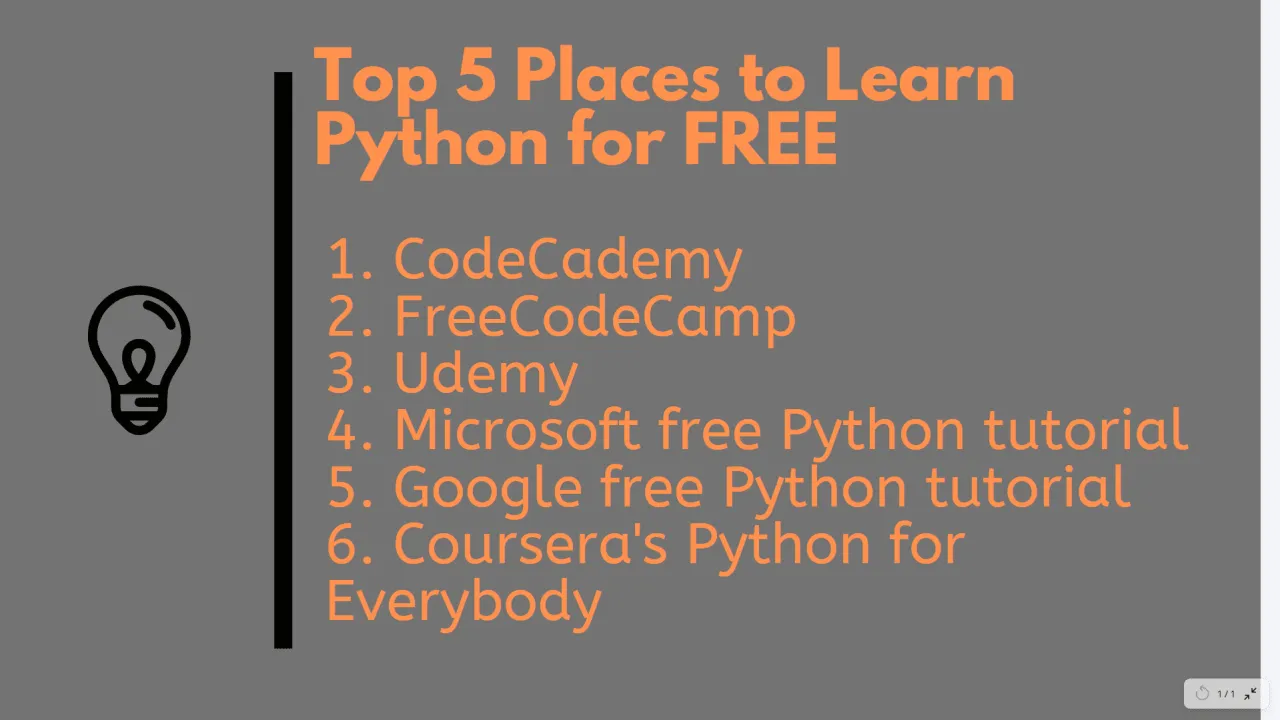 Top 5 Places to Learn
Python for FREE
1. CodeCademy
2. FreeCodeCamp
3. Udemy
4. Microsoft free Python tutorial
5. Google free Python tutorial
6. Coursera's Python for
Everybody
1 / 1